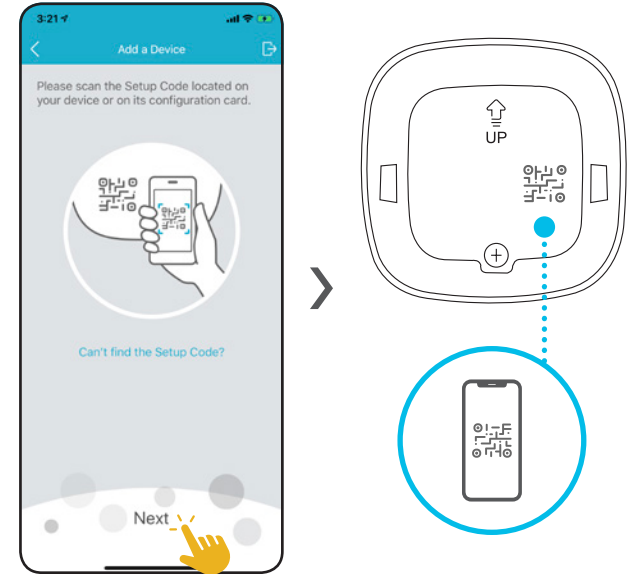 3:21
Add a Device
Please scan the Setup Code located on
your device or on its configuration card.
Can't find the Setup Code?
Next
UP